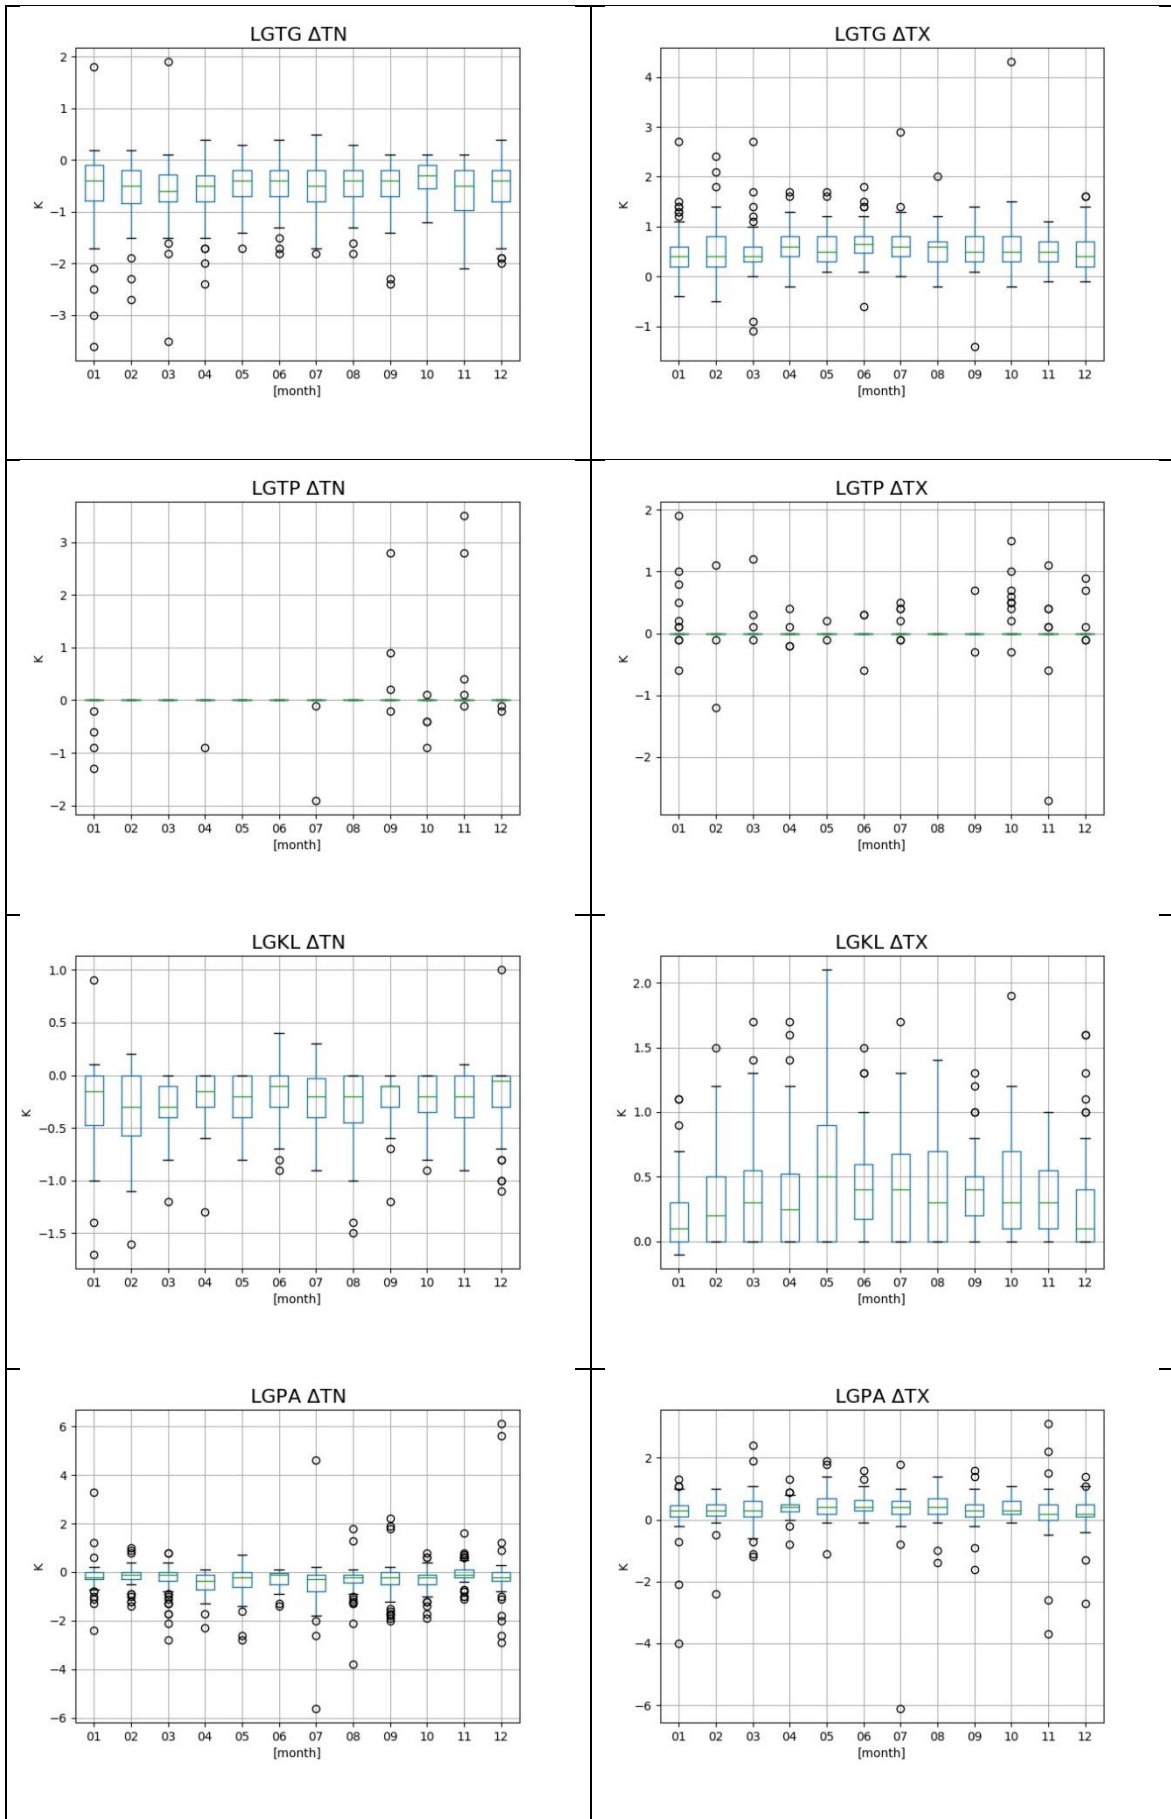 LGTG ΔTN
2
1
0
−1
−2
−3
K
01 02 03 04 05 06 07 08 09 10 11 12
[month]
LGTG ΔTX
4
3
2
1
0
−1
K
01 02 03 04 05 06 07 08 09 10 11 12
[month]
LGTP ΔTN
3
2
1
0
−1
−2
K
01 02 03 04 05 06 07 08 09 10 11 12
[month]
LGTP ΔTX
2
1
0
−1
−2
K
01 02 03 04 05 06 07 08 09 10 11 12
[month]
LGKL ΔTN
1.0
0.5
0.0
−0.5
−1.0
−1.5
K
01 02 03 04 05 06 07 08 09 10 11 12
[month]
LGKL ΔTX
2.0
1.5
1.0
0.5
0.0
K
01 02 03 04 05 06 07 08 09 10 11 12
[month]
LGPA ΔTN
6
4
2
0
−2
−4
−6
K
01 02 03 04 05 06 07 08 09 10 11 12
[month]
LGPA ΔTX
2
0
−2
−4
−6
K
01 02 03 04 05 06 07 08 09 10 11 12
[month]